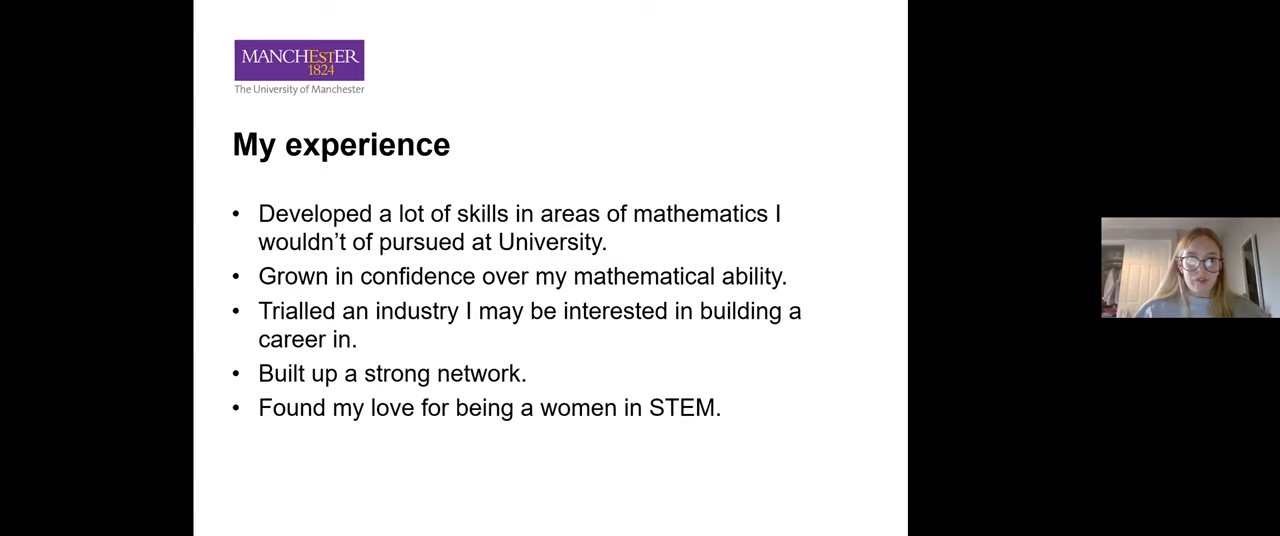 MANCHESTER
1824
The University of Manchester
My experience
• Developed a lot of skills in areas of mathematics I
wouldn’t of pursued at University.
• Grown in confidence over my mathematical ability.
• Trialled an industry I may be interested in building a
career in.
• Built up a strong network.
• Found my love for being a women in STEM.